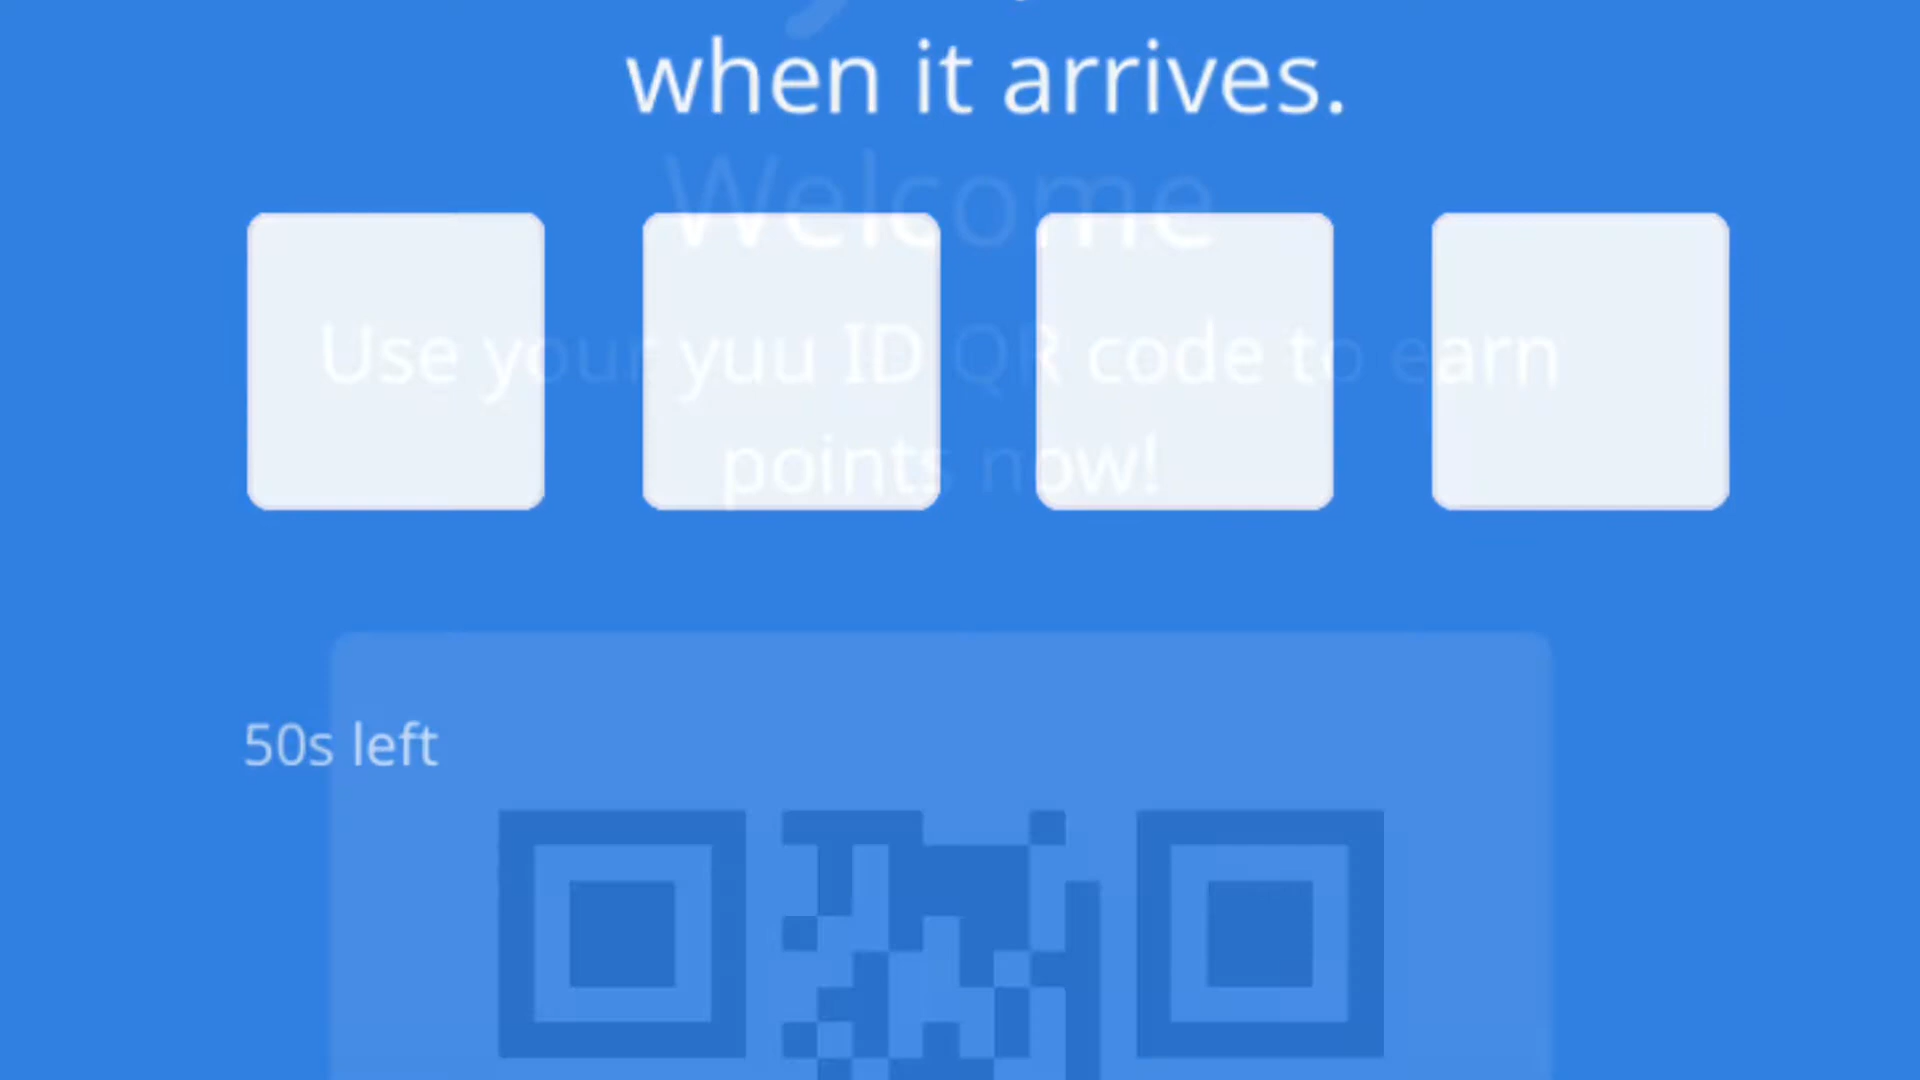 when it arrives.
Welcome
Use your yuu ID QR code to earn
points now!
50s left